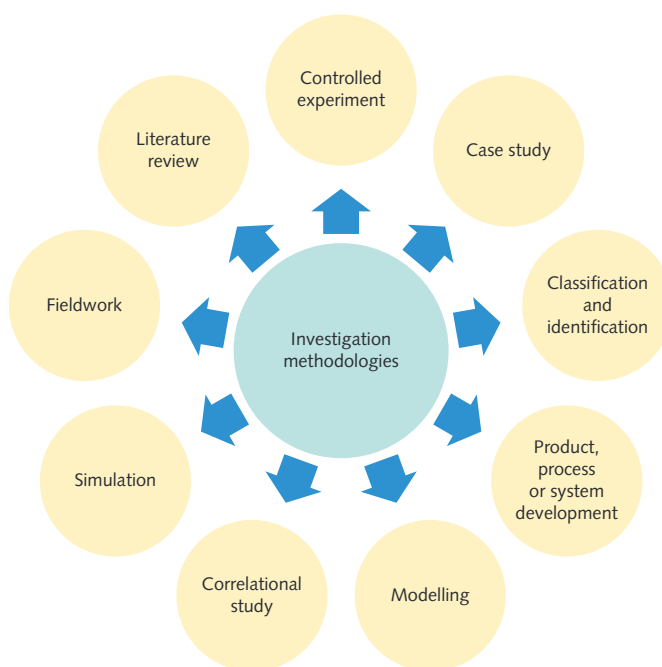 Controlled
experiment
Case study
Classification
and
identification
Product,
process
or system
development
Modelling
Correlational
study
Simulation
Fieldwork
Literature
review
Investigation
methodologies